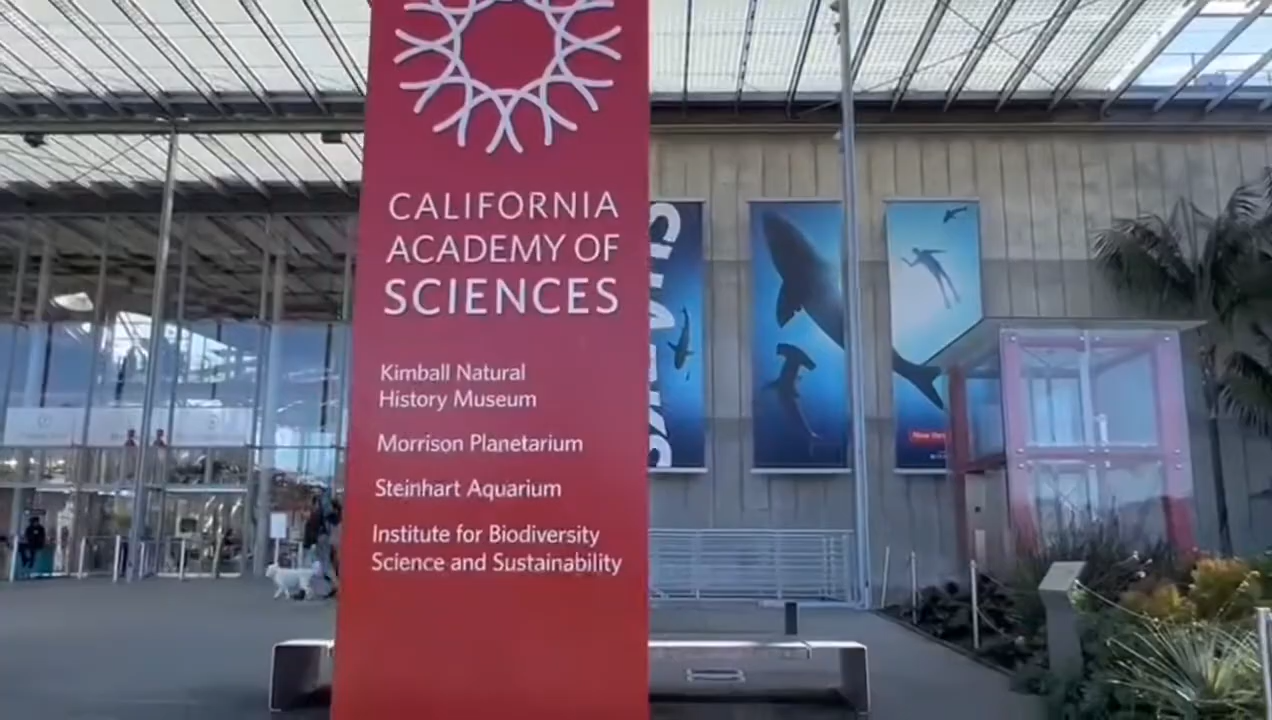 CALIFORNIA
ACADEMY OF
SCIENCES
Kimball Natural
History Museum
Morrison Planetarium
Steinhart Aquarium
Institute for Biodiversity
Science and Sustainability